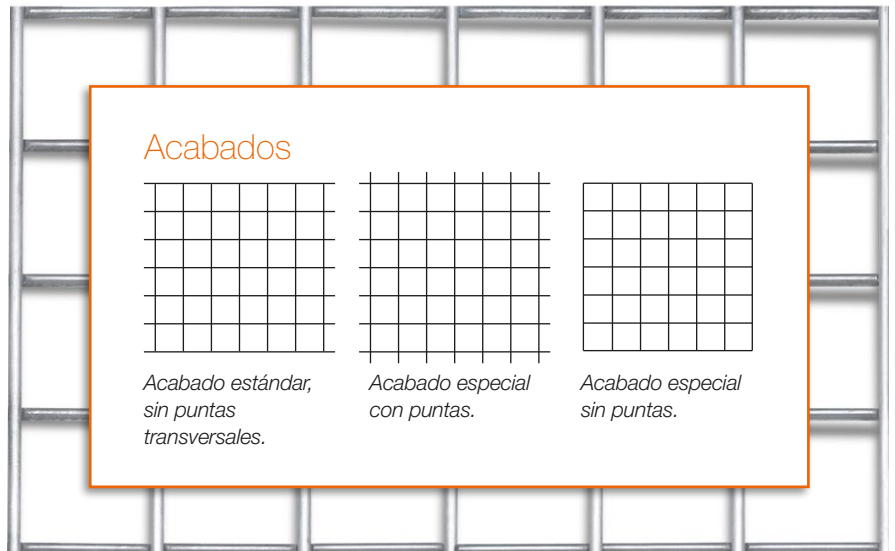 Acabados
Acabado estándar,
sin puntas
transversales.
Acabado especial
con puntas.
Acabado especial
sin puntas.